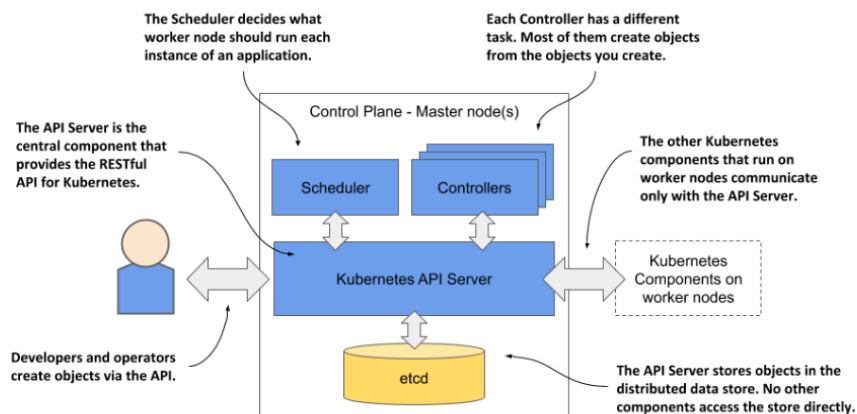 The Scheduler decides what
worker node should run each
instance of an application.
Each Controller has a different
task. Most of them create objects
from the objects you create.
Control Plane - Master node(s)
The API Server is the
central component that
provides the RESTful
API for Kubernetes.
Scheduler
Controllers
The other Kubernetes
components that run on
worker nodes communicate
only with the API Server.
Kubernetes API Server
Kubernetes
Components on
worker nodes
Developers and operators
create objects via the API.
etcd
The API Server stores objects in the
distributed data store. No other
components access the store directly.